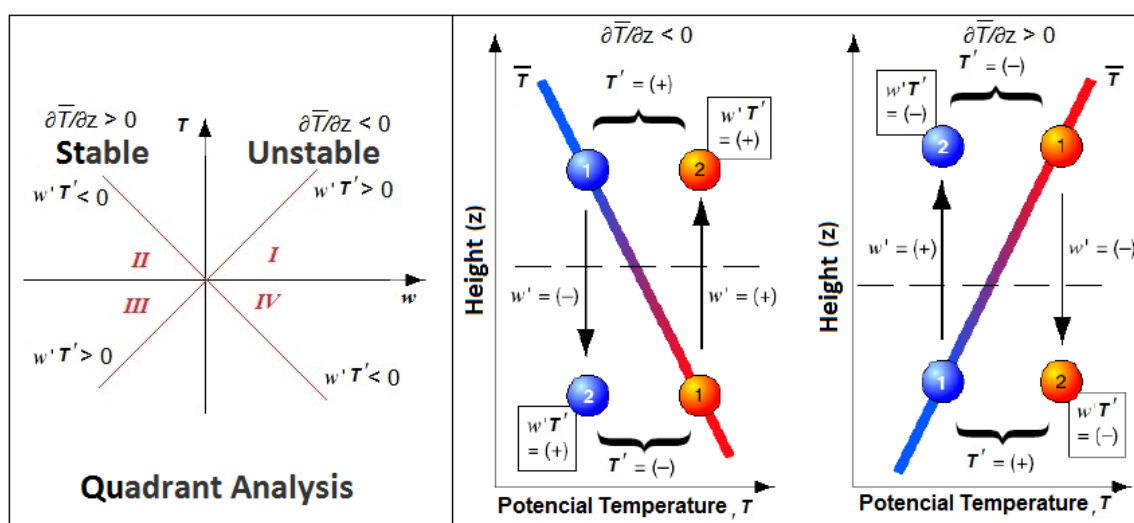 ∂T̅/∂z > 0
T
∂T̅/∂z < 0
Stable
Unstable
w'T'< 0
w'T'> 0
II
I
III
IV
w
w'T'> 0
w'T'< 0
Quadrant Analysis
∂T̅/∂z < 0
T̅
T' = (+)
w'T'
= (+)
1
2
Height (z)
w' = (−)
w' = (+)
2
1
w'T'
= (+)
T' = (−)
Potencial Temperature, T
∂T̅/∂z > 0
T' = (−)
T̅
w'T'
= (−)
2
1
Height (z)
w' = (+)
w' = (−)
1
2
w'T'
= (−)
T' = (+)
Potencial Temperature, T